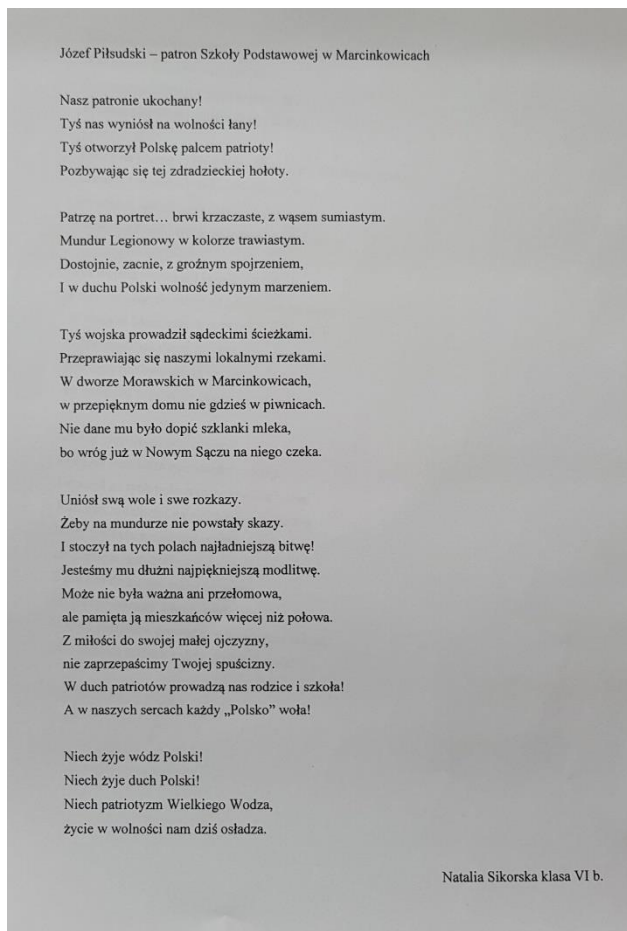 Józef Piłsudski – patron Szkoły Podstawowej w Marcinkowicach
Nasz patronie ukochany!
Tyś nas wyniósł na wolności łany!
Tyś otworzył Polskę palcem patrioty!
Pozbywając się tej zdradzieckiej hołoty.
Patrzę na portret… brwi krzaczaste, z wąsem sumiastym.
Mundur Legionowy w kolorze trawiastym.
Dostojnie, zacnie, z groźnym spojrzeniem,
I w duchu Polski wolność jedynym marzeniem.
Tyś wojska prowadził sądeckimi ścieżkami.
Przeprawiając się naszymi lokalnymi rzekami.
W dworze Morawskich w Marcinkowicach,
w przepięknym domu nie gdzieś w piwnicach.
Nie dane mu było dopić szklanki mleka,
bo wróg już w Nowym Sączu na niego czeka.
Uniósł swą wole i swe rozkazy.
Żeby na mundurze nie powstały skazy.
I stoczył na tych polach najładniejszą bitwę!
Jesteśmy mu dłużni najpiękniejszą modlitwę.
Może nie była ważna ani przełomowa,
ale pamięta ją mieszkańców więcej niż połowa.
Z miłości do swojej małej ojczyzny,
nie zaprzepaścimy Twojej spuścizny.
W duch patriotów prowadzą nas rodzice i szkoła!
A w naszych sercach każdy „Polsko” woła!
Niech żyje wódz Polski!
Niech żyje duch Polski!
Niech patriotyzm Wielkiego Wodza,
życie w wolności nam dziś osładza.
Natalia Sikorska klasa VI b.